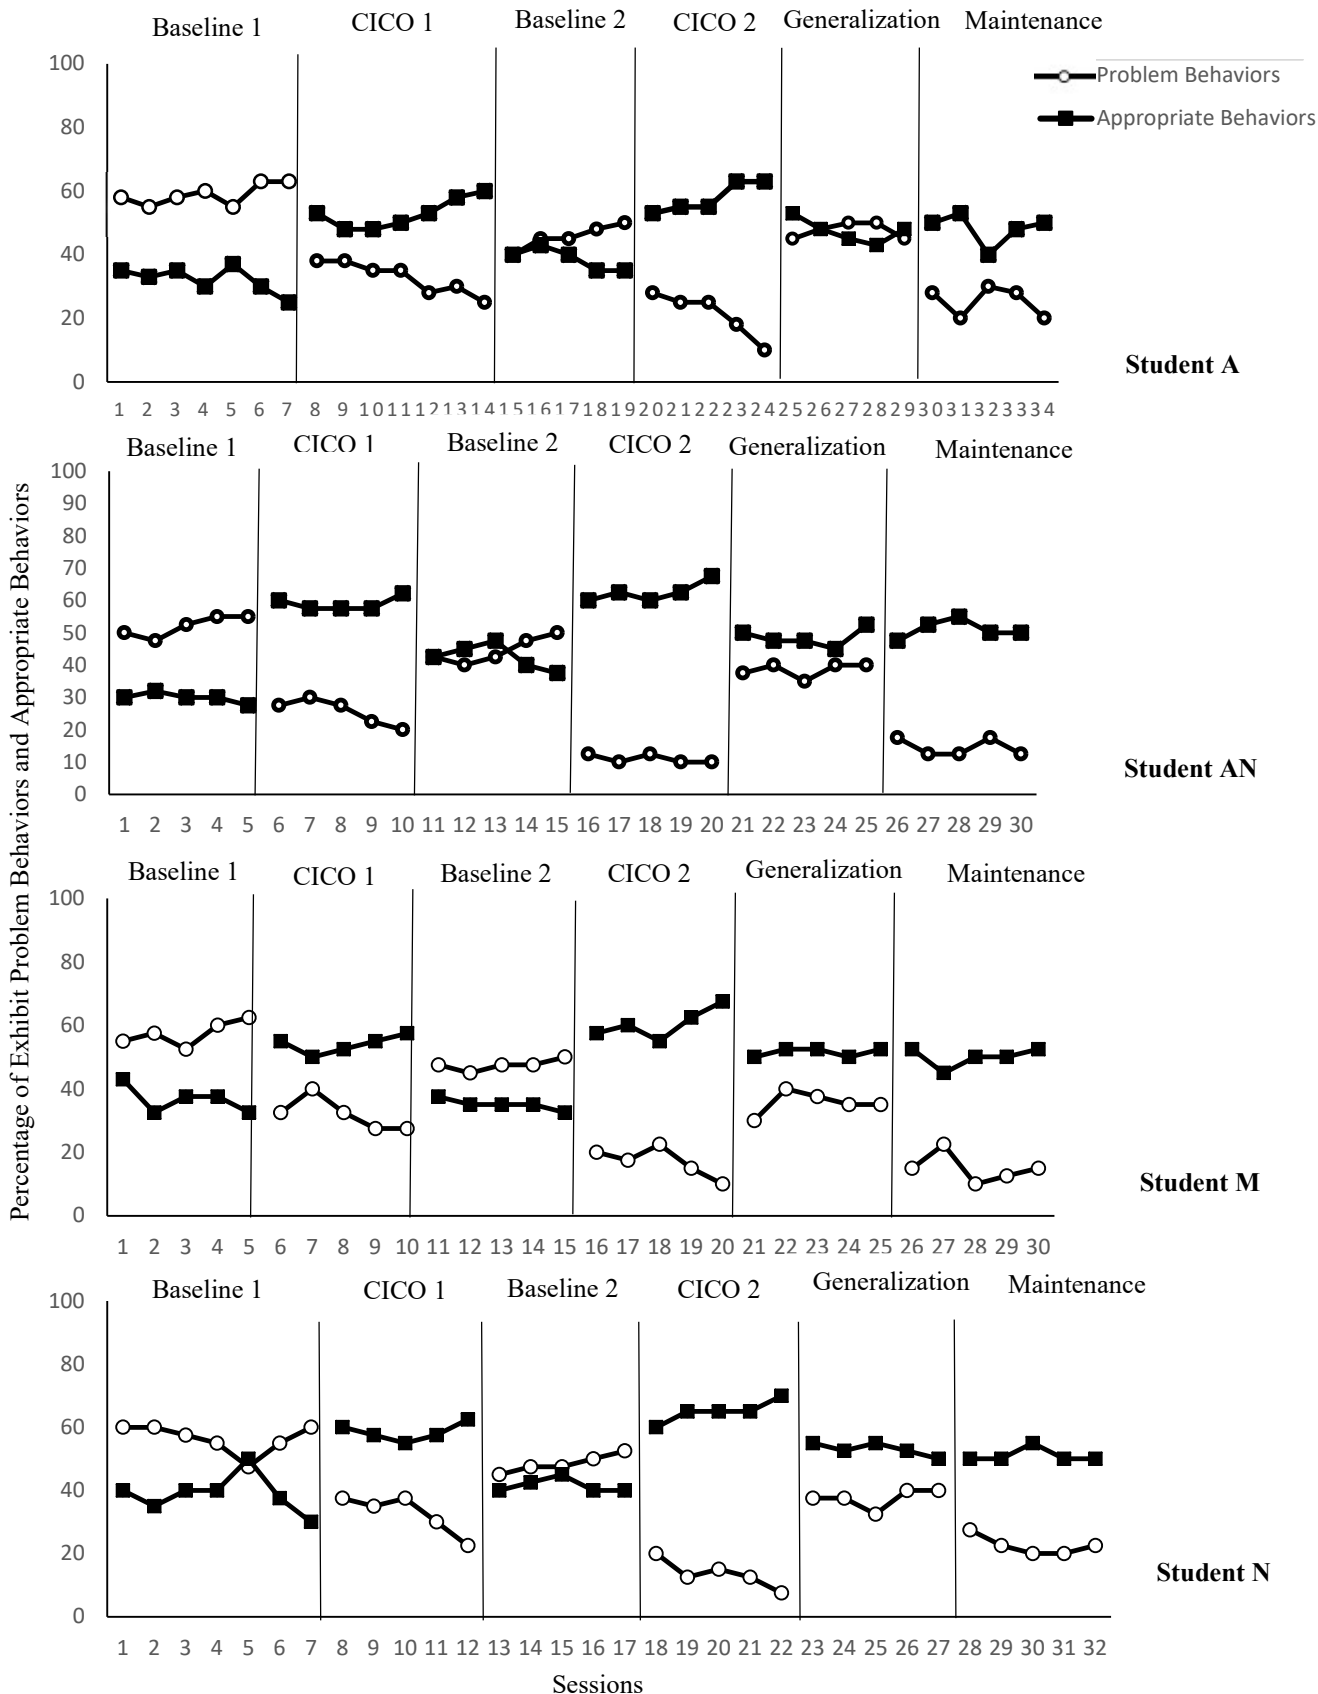 Baseline 1 CICO 1 Baseline 2 CICO 2 Generalization Maintenance
100
80
60
40
20
0
Problem Behaviors
Appropriate Behaviors
Student A
1 2 3 4 5 6 7 8 9 10 11 12 13 14 15 16 17 18 19 20 21 22 23 24 25 26 27 28 29 30 31 32 33 34
Percentage of Exhibit Problem Behaviors and Appropriate Behaviors
Baseline 1 CICO 1 Baseline 2 CICO 2 Generalization Maintenance
100
90
80
70
60
50
40
30
20
10
0
Student AN
1 2 3 4 5 6 7 8 9 10 11 12 13 14 15 16 17 18 19 20 21 22 23 24 25 26 27 28 29 30
Baseline 1 CICO 1 Baseline 2 CICO 2 Generalization Maintenance
100
80
60
40
20
0
Student M
1 2 3 4 5 6 7 8 9 10 11 12 13 14 15 16 17 18 19 20 21 22 23 24 25 26 27 28 29 30
Baseline 1 CICO 1 Baseline 2 CICO 2 Generalization Maintenance
100
80
60
40
20
0
Student N
1 2 3 4 5 6 7 8 9 10 11 12 13 14 15 16 17 18 19 20 21 22 23 24 25 26 27 28 29 30 31 32
Sessions